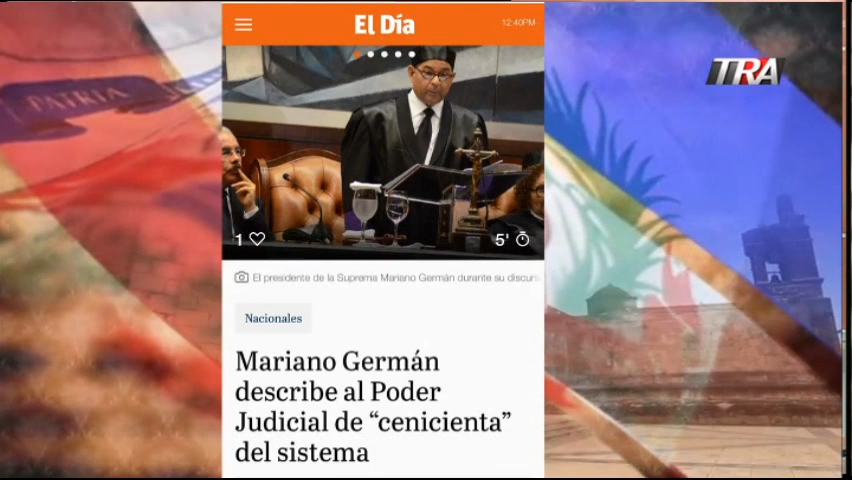 El Día
12:40PM
TRA
PATRIA
1
5'
El presidente de la Suprema Mariano Germán durante su discurs
Nacionales
Mariano Germán
describe al Poder
Judicial de “cenicienta”
del sistema